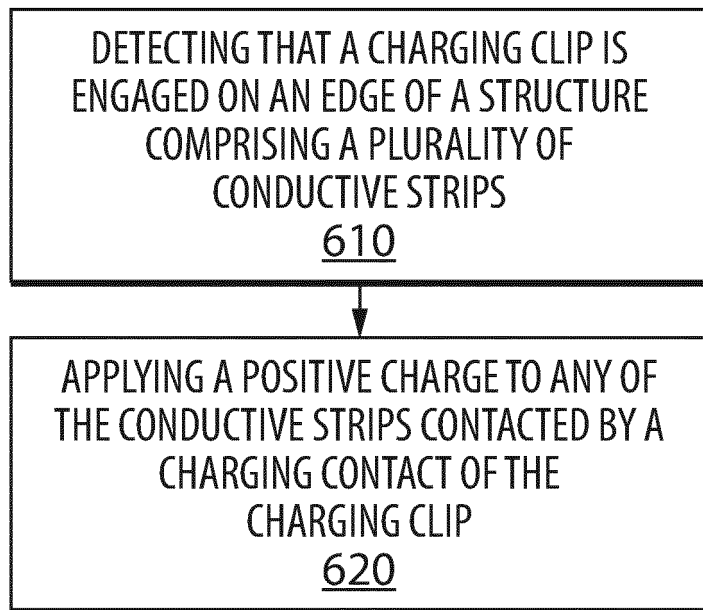 DETECTING THAT A CHARGING CLIP IS
ENGAGED ON AN EDGE OF A STRUCTURE
COMPRISING A PLURALITY OF
CONDUCTIVE STRIPS
610
APPLYING A POSITIVE CHARGE TO ANY OF
THE CONDUCTIVE STRIPS CONTACTED BY A
CHARGING CONTACT OF THE
CHARGING CLIP
620